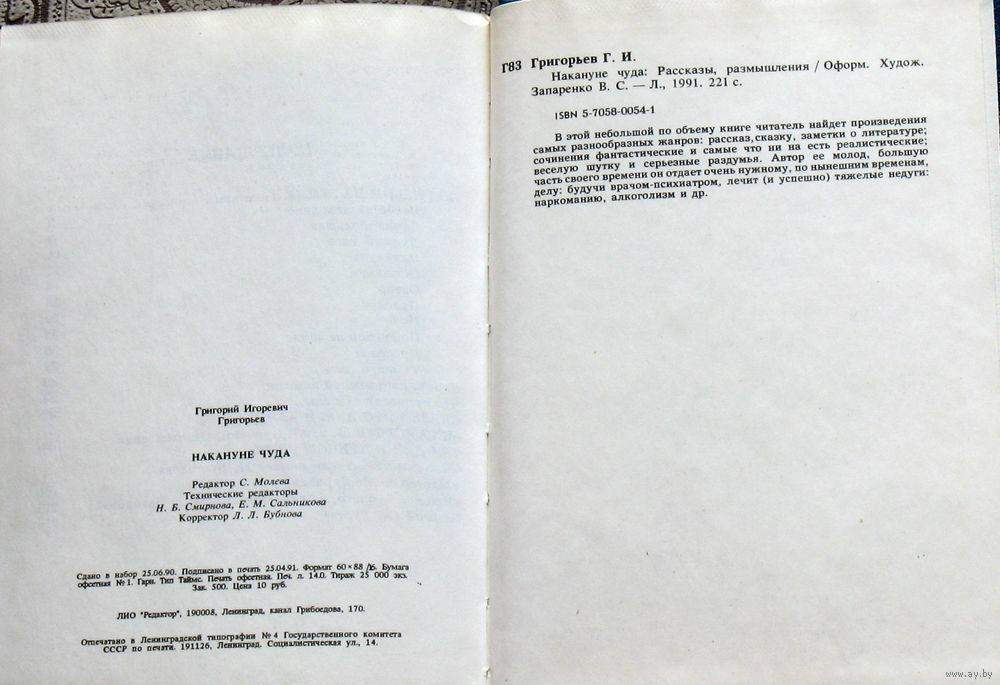 Григорий Игоревич
Григорьев
НАКАНУНЕ ЧУДА
Редактор С. Молева
Технические редакторы
Н. Б. Смирнова, Е. М. Сальникова
Корректор Л. Л. Бубнова
Сдано в набор 25.06.90. Подписано в печать 25.04.91. Формат 60×88/16. Бумага
офсетная №1. Гарн. Тип Таймс. Печать офсетная. Печ. л. 14.0. Тираж 25 000 экз.
Зак. 500. Цена 10 руб.
ЛИО "Редактор", 190008, Ленинград, канал Грибоедова, 170.
Отпечатано в Ленинградской типографии №4 Государственного комитета
СССР по печати. 191126, Ленинград. Социалистическая ул., 14.
Г83 Григорьев Г. И.
Накануне чуда: Рассказы, размышления / Оформ. Худож.
Запаренко В. С. — Л., 1991. 221 с.
ISBN 5-7058-0054-1
В этой небольшой по объему книге читатель найдет произведения
самых разнообразных жанров: рассказ, сказку, заметки о литературе;
сочинения фантастические и самые что ни на есть реалистические;
веселую шутку и серьезные раздумья. Автор ее молод, большую
часть своего времени он отдает очень нужному, по нынешним временам,
делу: будучи врачом-психиатром, лечит (и успешно) тяжелые недуги:
наркоманию, алкоголизм и др.
www.ay.by